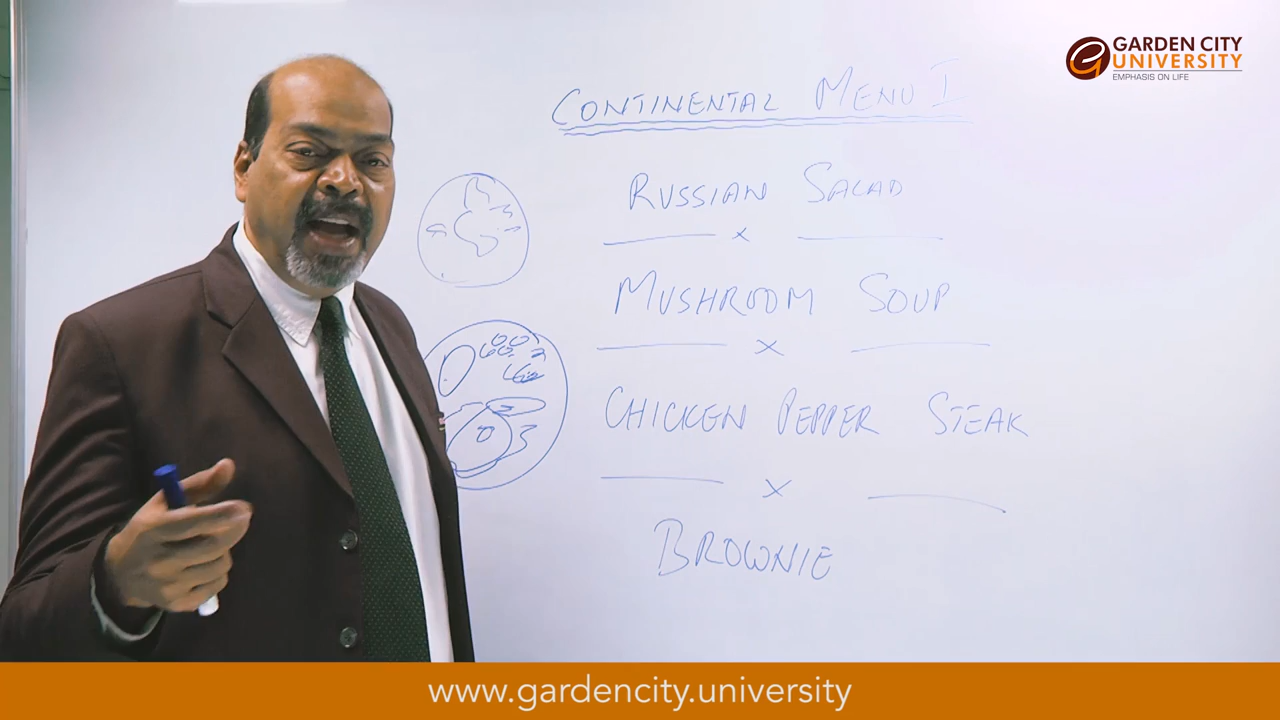 GARDEN CITY
UNIVERSITY
EMPHASIS ON LIFE
CONTINENTAL MENU I
RUSSIAN SALAD
x
MUSHROOM SOUP
x
CHICKEN PEPPER STEAK
x
BROWNIE
www.gardencity.university